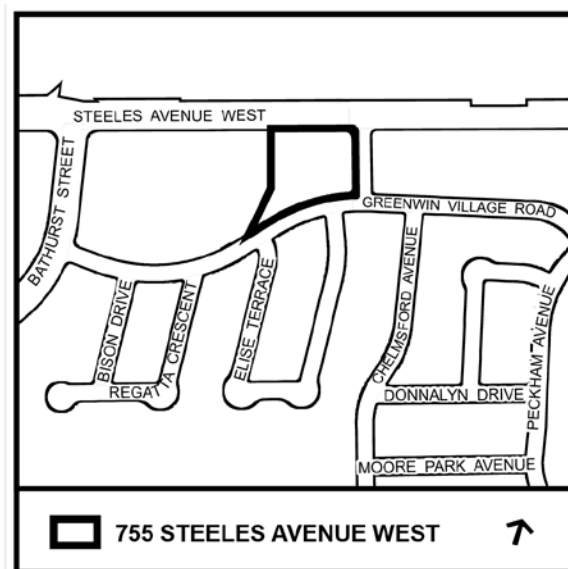 STEELES AVENUE WEST
BATHURST STREET
GREENWIN VILLAGE ROAD
BISON DRIVE
REGATTA CRESCENT
ELISE TERRACE
CHELMSFORD AVENUE
PECKHAM AVENUE
DONNALYN DRIVE
MOORE PARK AVENUE
755 STEELES AVENUE WEST